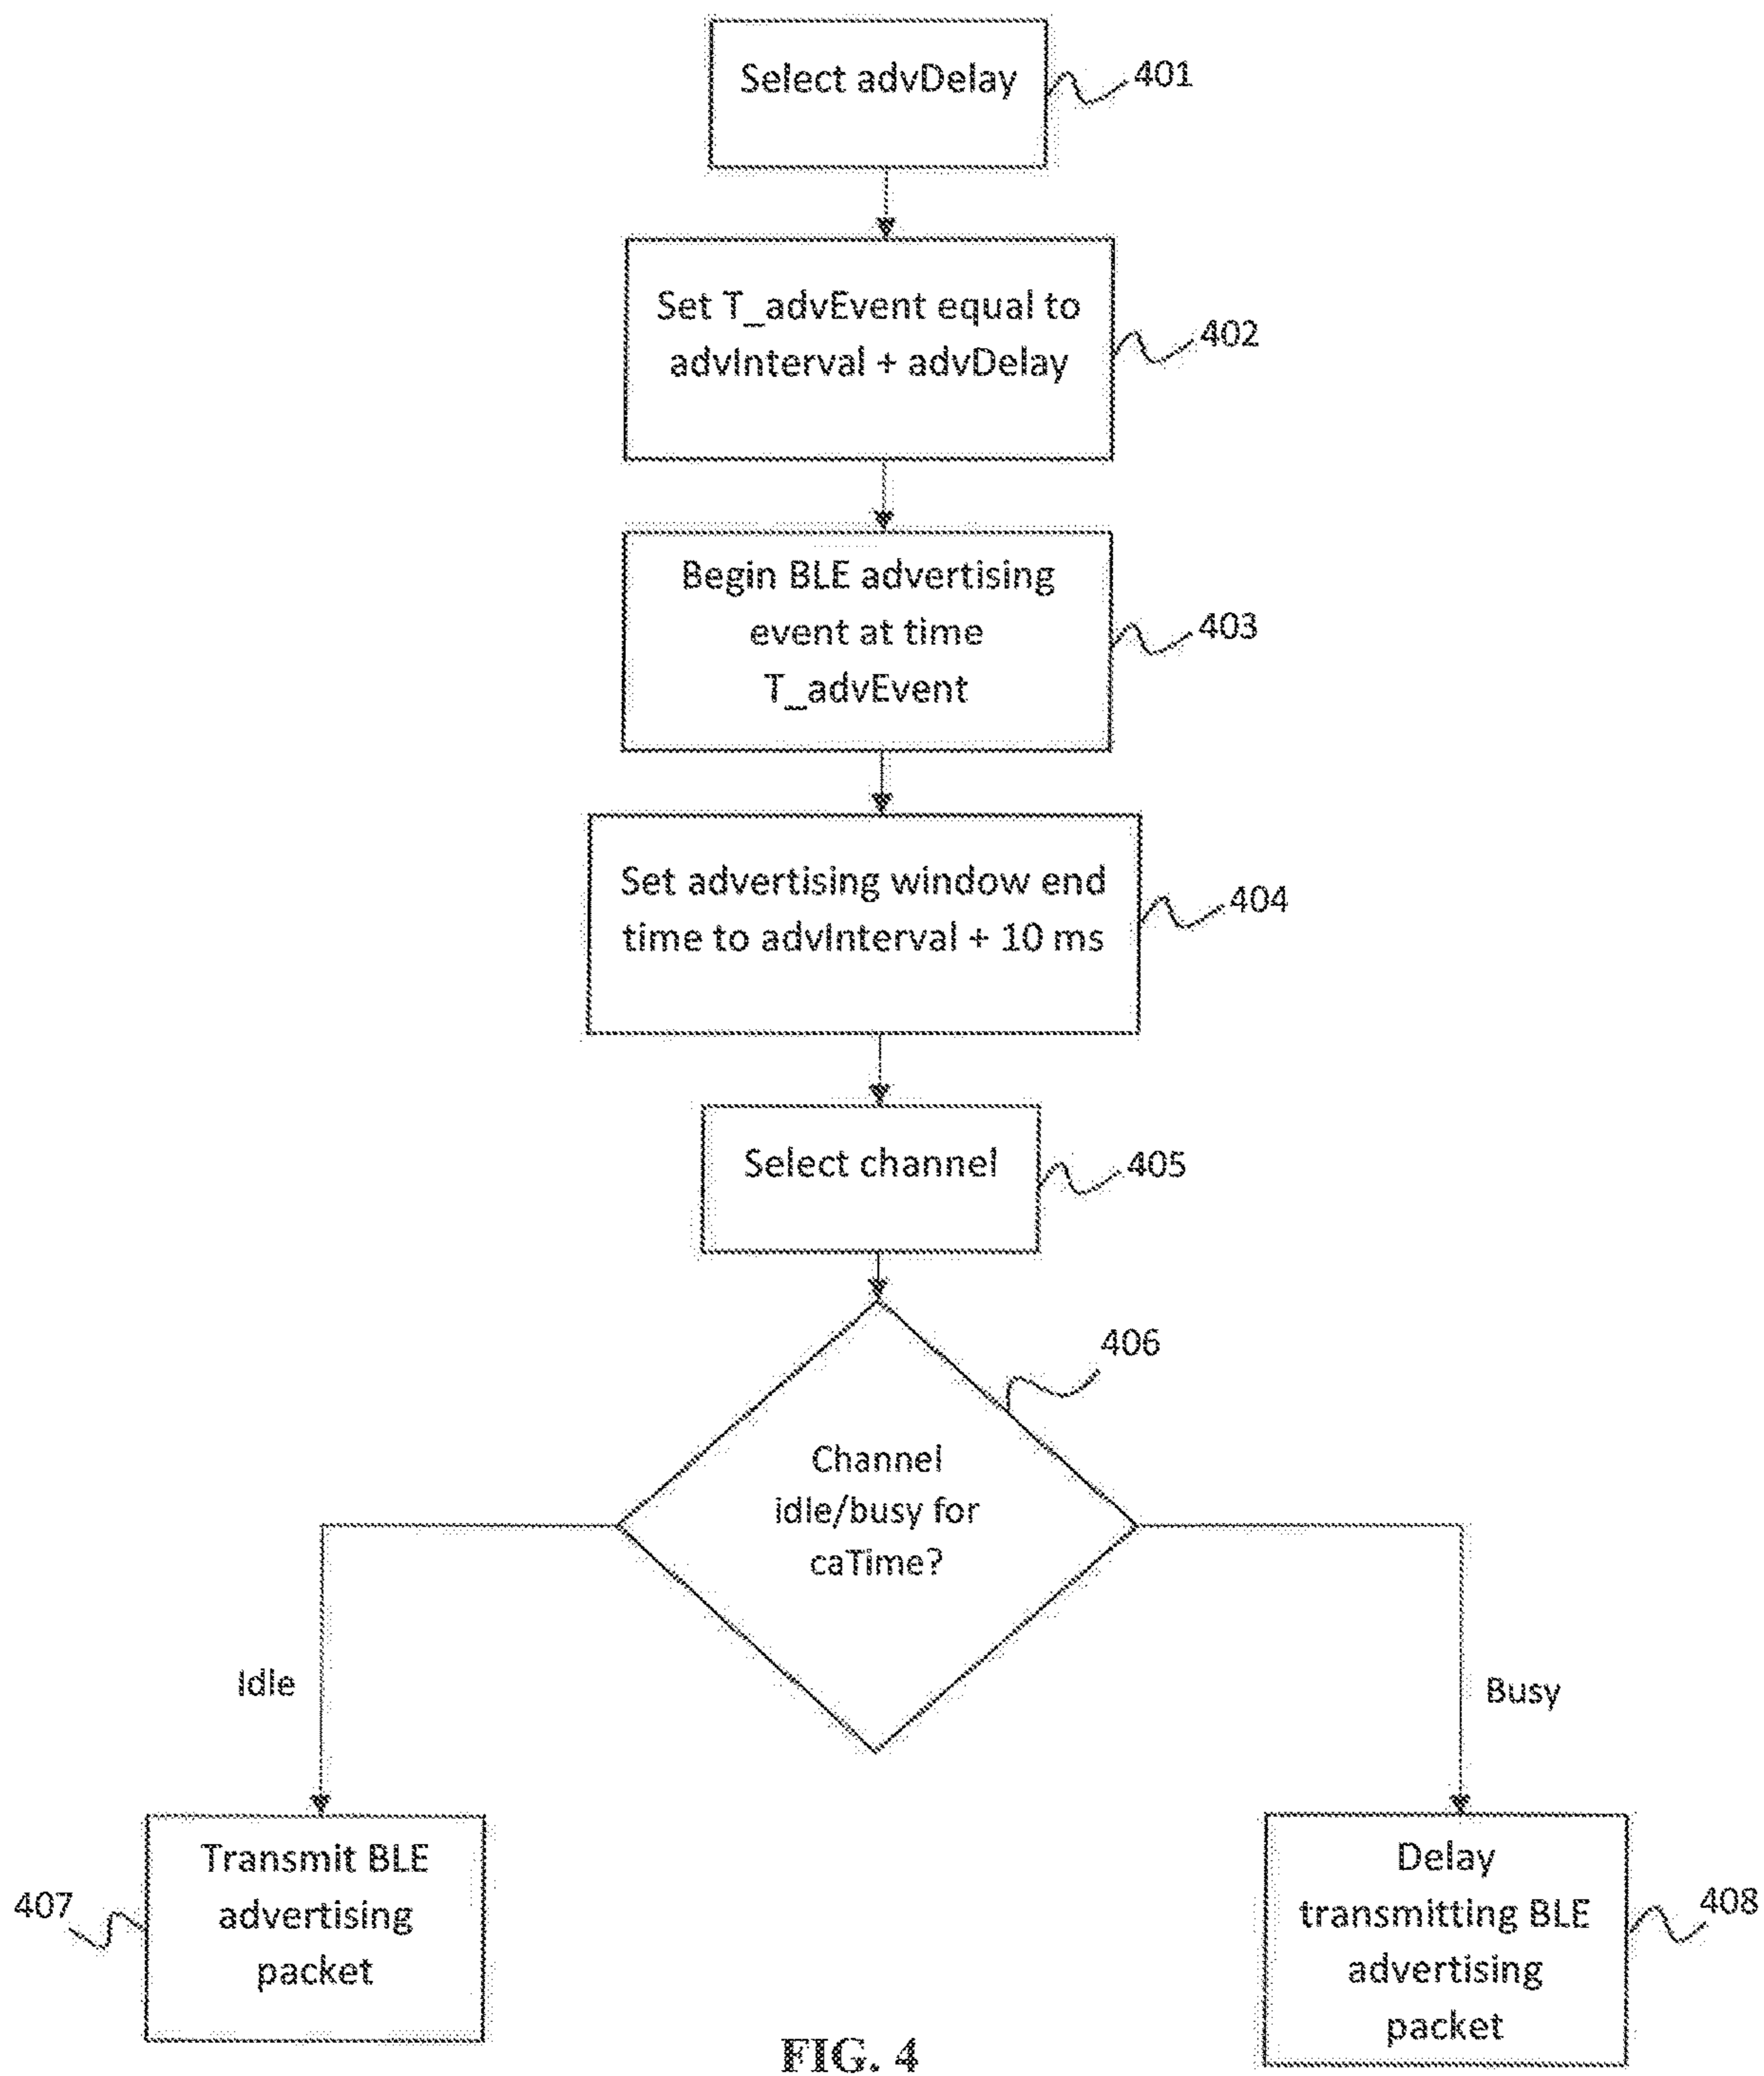 Select advDelay
401
Set T_advEvent equal to
advInterval + advDelay
402
Begin BLE advertising
event at time
T_advEvent
403
Set advertising window end
time to advInterval + 10 ms
404
Select channel
405
406
Channel
idle/busy for
caTime?
Idle
Busy
Transmit BLE
advertising
packet
407
Delay
transmitting BLE
advertising
packet
408
FIG. 4